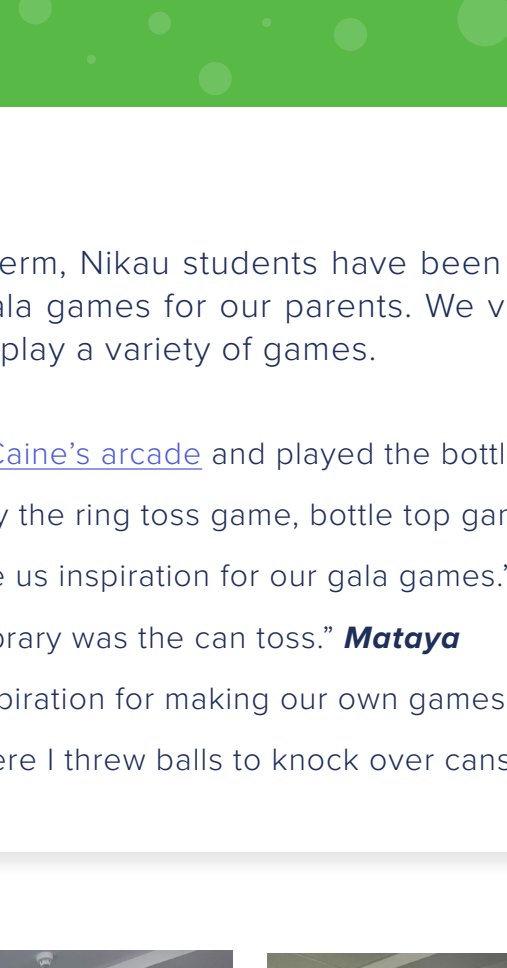 erm, Nikau students have been
ala games for our parents. We v
play a variety of games.
Caine’s arcade and played the bottl
y the ring toss game, bottle top gar
e us inspiration for our gala games.”
orary was the can toss.” Mataya
piration for making our own games
ere I threw balls to knock over cans